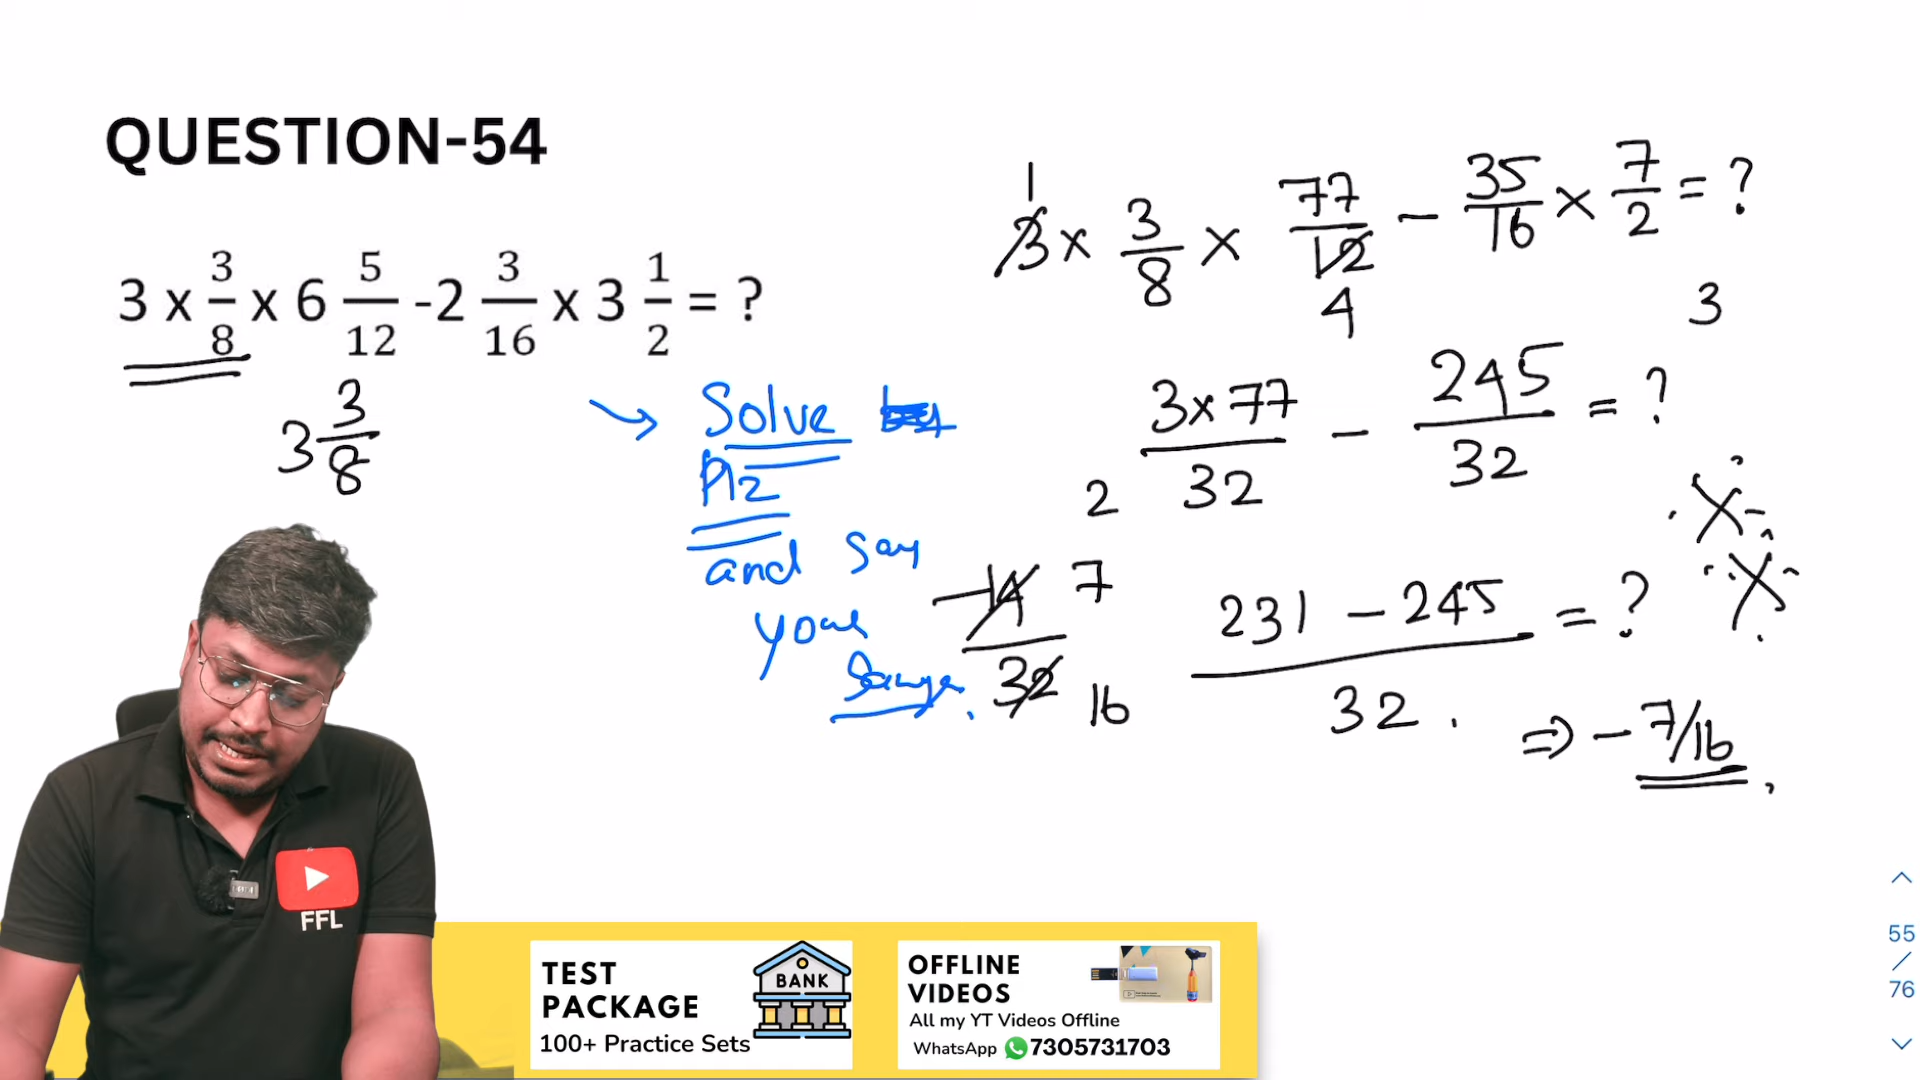 QUESTION-54
3 x 3/8 x 6 5/12 -2 3/16 x 3 1/2 = ?
3 3/8
Solve
Plz
and say
your
1
3 × 3/8 × 77/12 − 35/16 × 7/2 = ?
4
3
3×77/32 − 245/32 = ?
2
−14/32
7
16
231 − 245/32 = ?
⇒ − 7/16
FFL
TEST
PACKAGE
100+ Practice Sets
BANK
OFFLINE
VIDEOS
All my YT Videos Offline
WhatsApp 7305731703
55
/
76